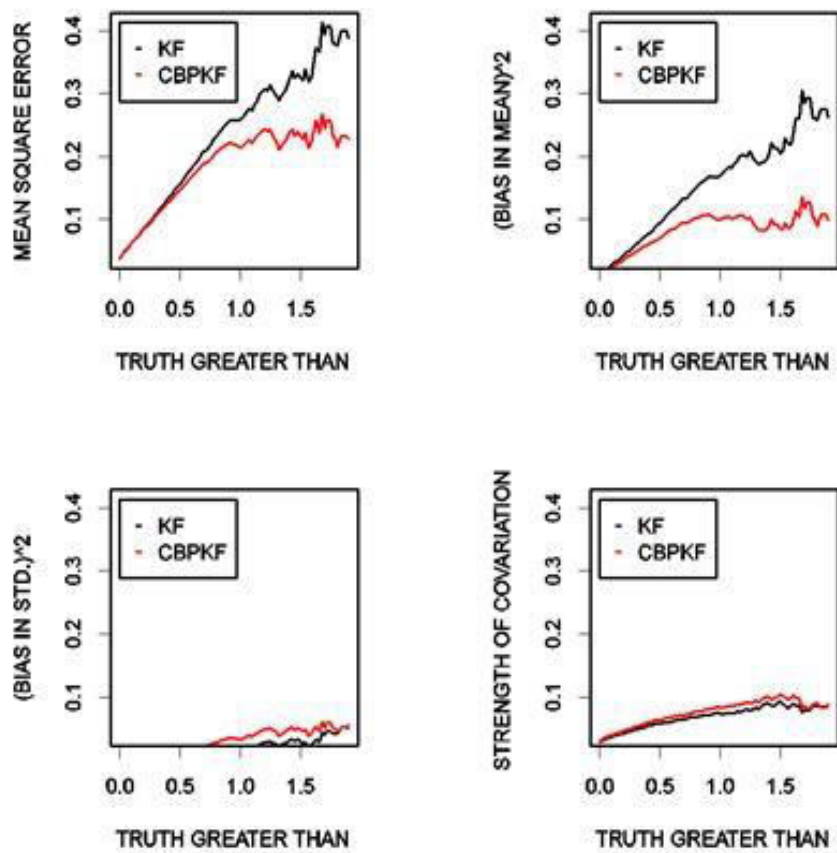 MEAN SQUARE ERROR
0.4
0.3
0.2
0.1
KF
CBPKF
0.0 0.5 1.0 1.5
TRUTH GREATER THAN
(BIAS IN MEAN)^2
0.4
0.3
0.2
0.1
KF
CBPKF
0.0 0.5 1.0 1.5
TRUTH GREATER THAN
(BIAS IN STD.)^2
0.4
0.3
0.2
0.1
KF
CBPKF
0.0 0.5 1.0 1.5
TRUTH GREATER THAN
STRENGTH OF COVARIATION
0.4
0.3
0.2
0.1
KF
CBPKF
0.0 0.5 1.0 1.5
TRUTH GREATER THAN